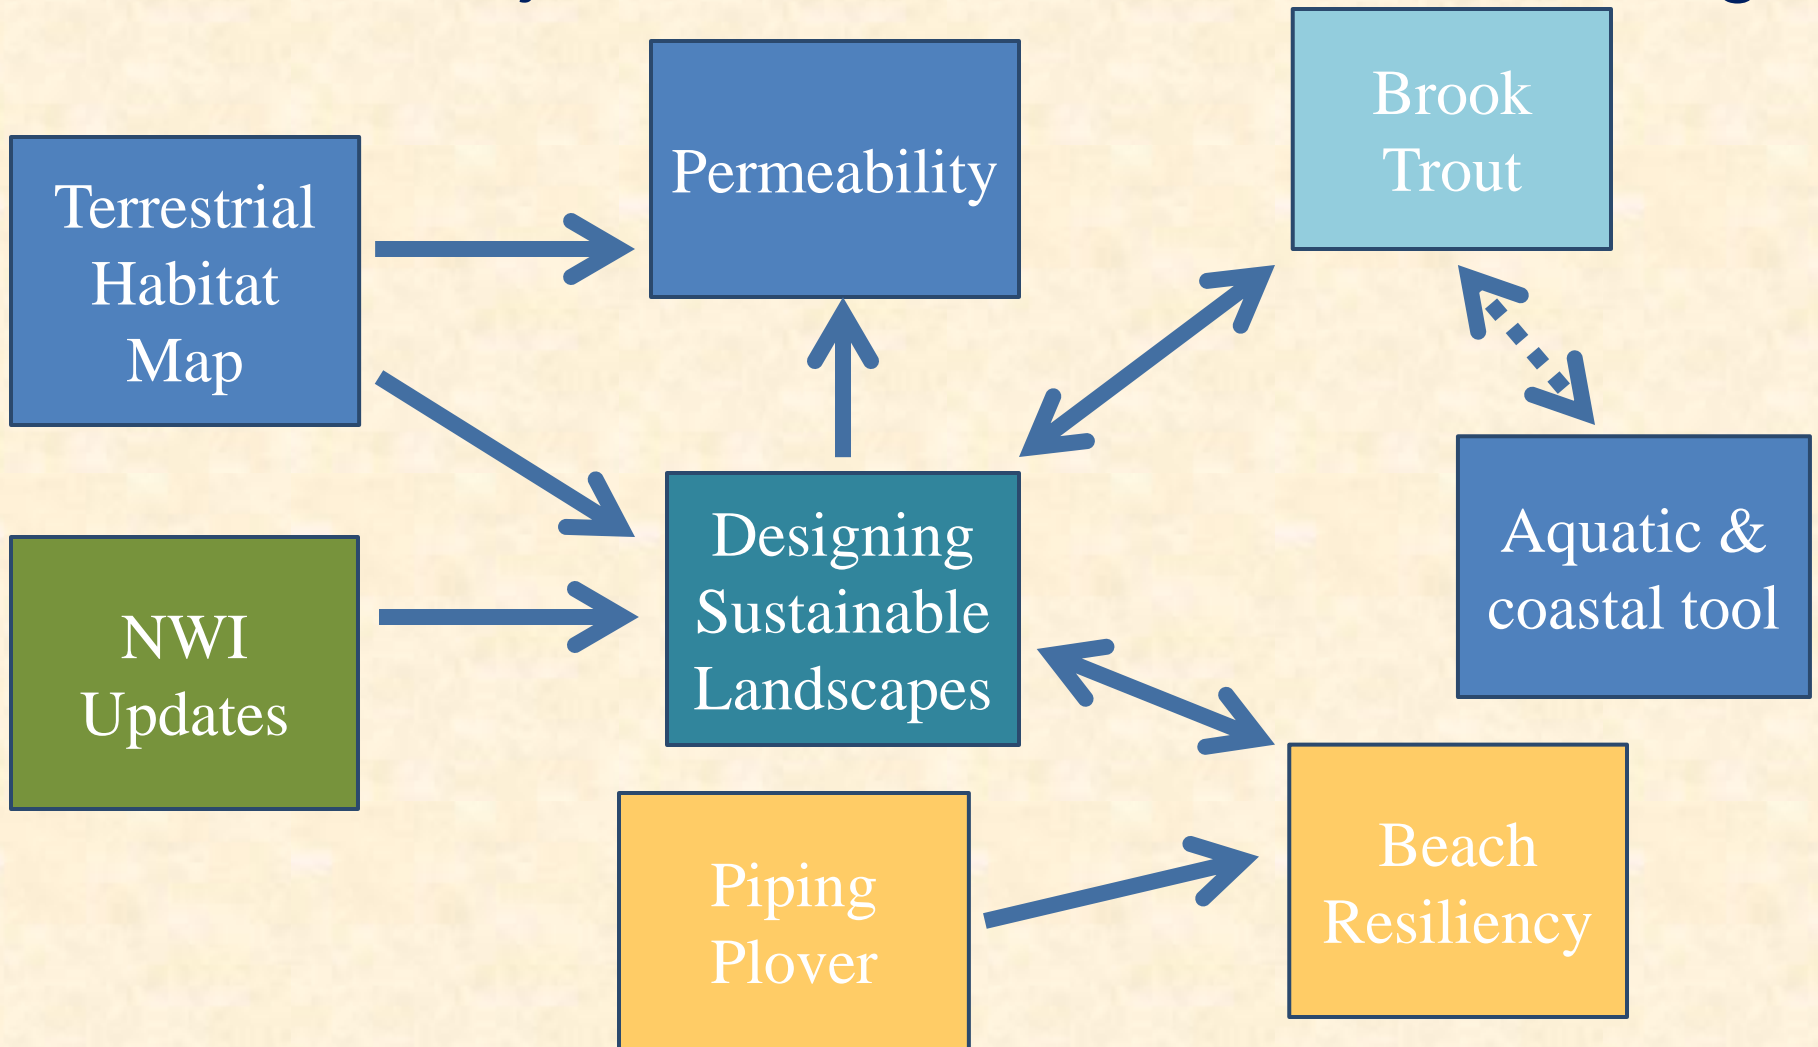 Permeability
Brook
Trout
Terrestrial
Habitat
Map
Designing
Sustainable
Landscapes
Aquatic &
coastal tool
NWI
Updates
Piping
Plover
Beach
Resiliency